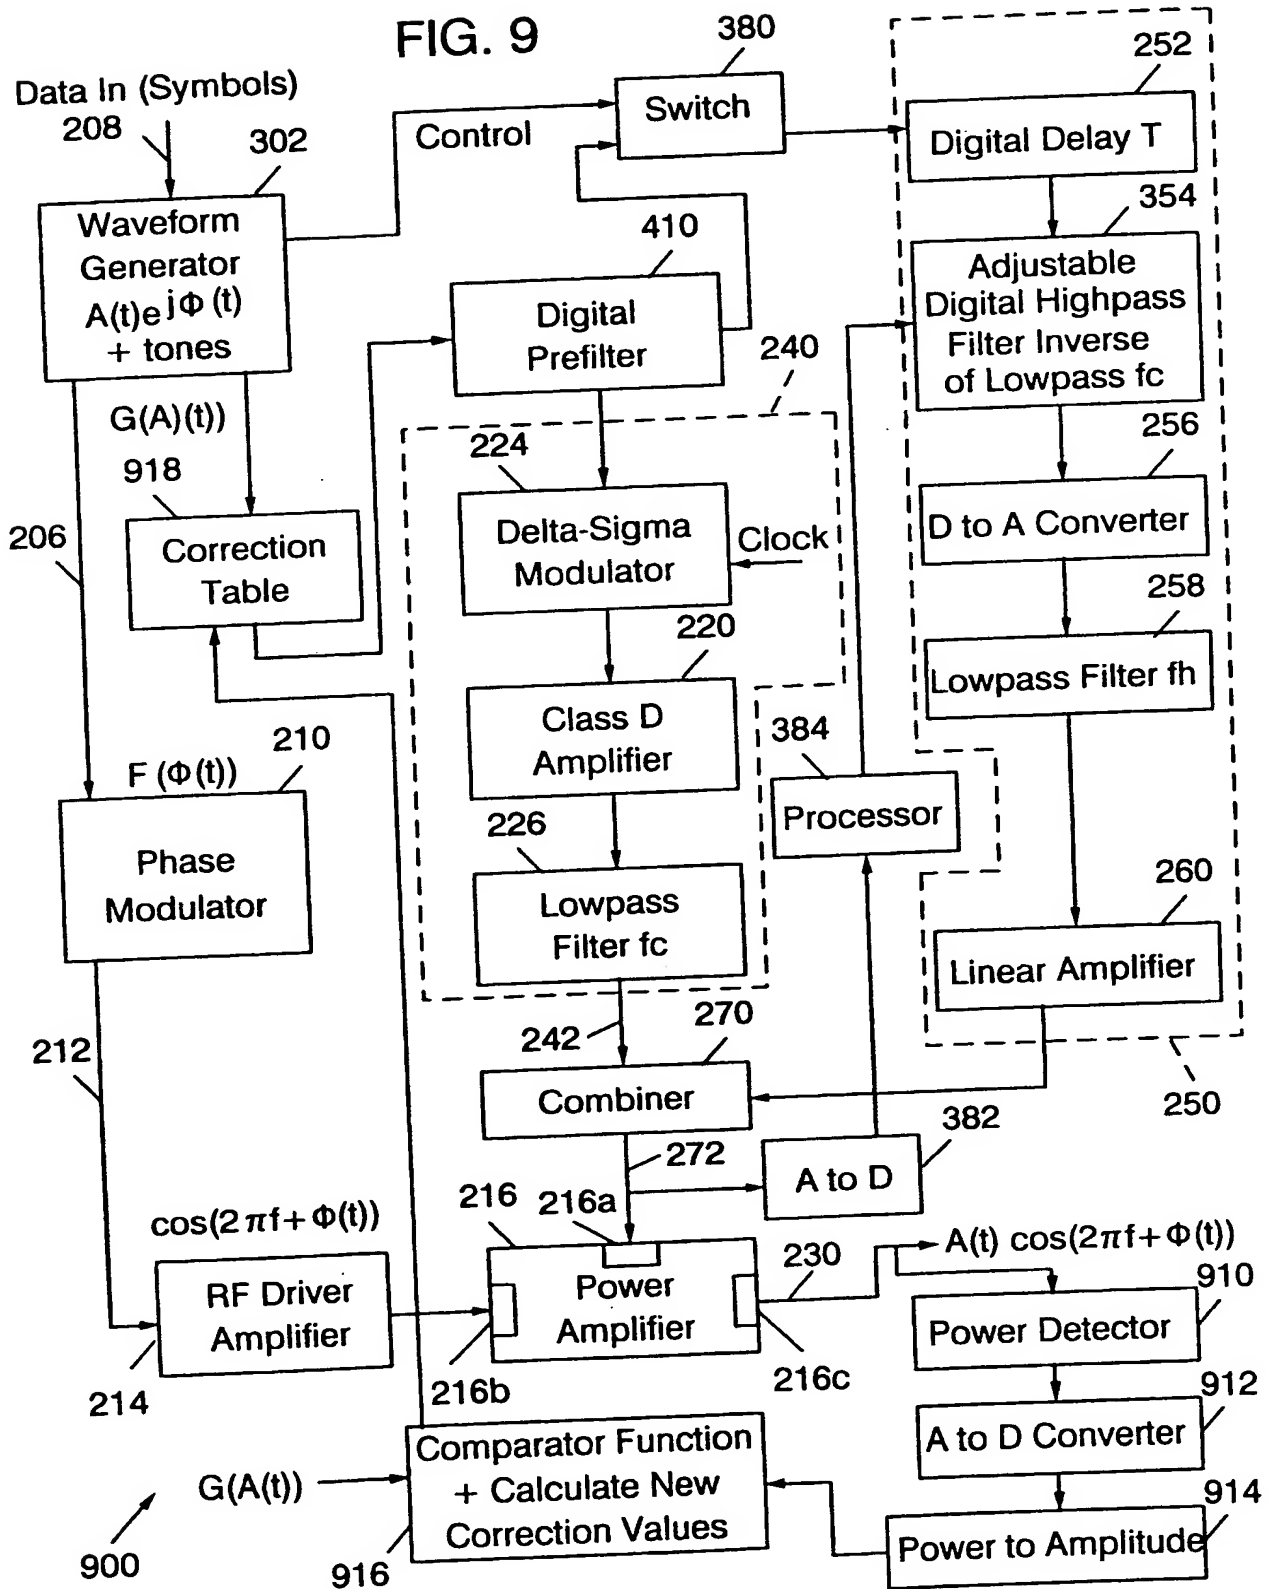 FIG. 9
380
252
Data In (Symbols)
208
302
Switch
Control
Digital Delay T
354
Waveform
Generator
A(t)e jΦ(t)
+ tones
410
Adjustable
Digital Highpass
Filter Inverse
of Lowpass fc
Digital
Prefilter
240
G(A)(t))
918
224
256
206
Correction
Table
Delta-Sigma
Modulator
Clock
D to A Converter
220
258
Lowpass Filter fh
Class D
Amplifier
384
210
F (Φ(t))
Processor
226
Phase
Modulator
Lowpass
Filter fc
260
Linear Amplifier
212
242
270
Combiner
250
382
272
A to D
216
216a
cos(2πf+Φ(t))
230
A(t) cos(2πf+Φ(t))
910
RF Driver
Amplifier
Power
Amplifier
Power Detector
214
216b
216c
912
A to D Converter
Comparator Function
+ Calculate New
Correction Values
G(A(t))
914
Power to Amplitude
900
916